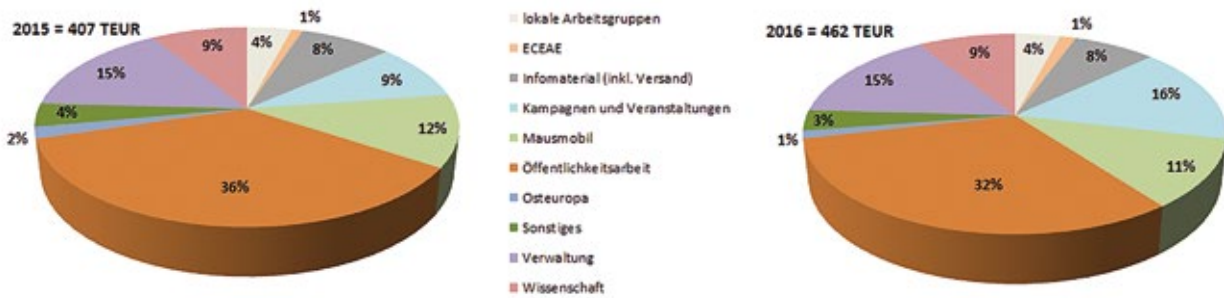 2015 = 407 TEUR
4%
1%
8%
9%
12%
36%
2%
4%
15%
9%
lokale Arbeitsgruppen
ECEAE
Infomaterial (inkl. Versand)
Kampagnen und Veranstaltungen
Mausmobil
Öffentlichkeitsarbeit
Osteuropa
Sonstiges
Verwaltung
Wissenschaft
2016 = 462 TEUR
4%
1%
8%
16%
11%
32%
1%
3%
15%
9%